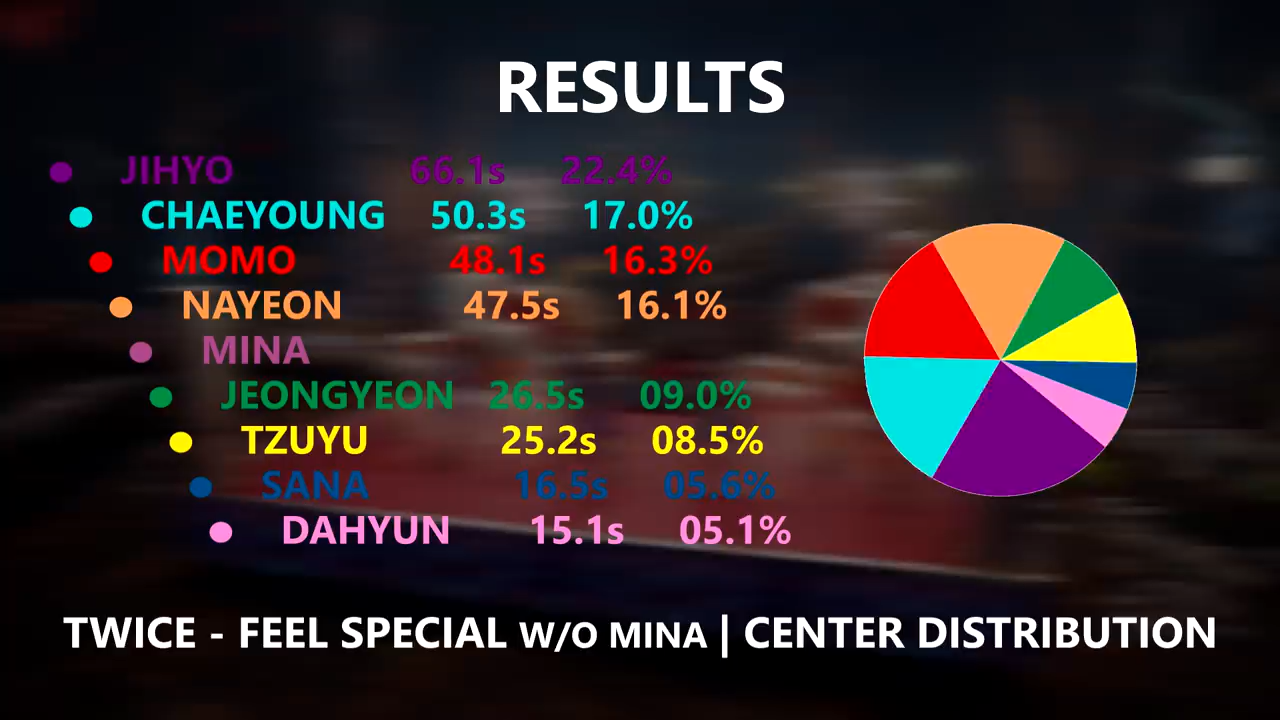 RESULTS
JIHYO 66.1s 22.4%
CHAEYOUNG 50.3s 17.0%
MOMO 48.1s 16.3%
NAYEON 47.5s 16.1%
MINA
JEONGYEON 26.5s 09.0%
TZUYU 25.2s 08.5%
SANA 16.5s 05.6%
DAHYUN 15.1s 05.1%
TWICE - FEEL SPECIAL W/O MINA | CENTER DISTRIBUTION